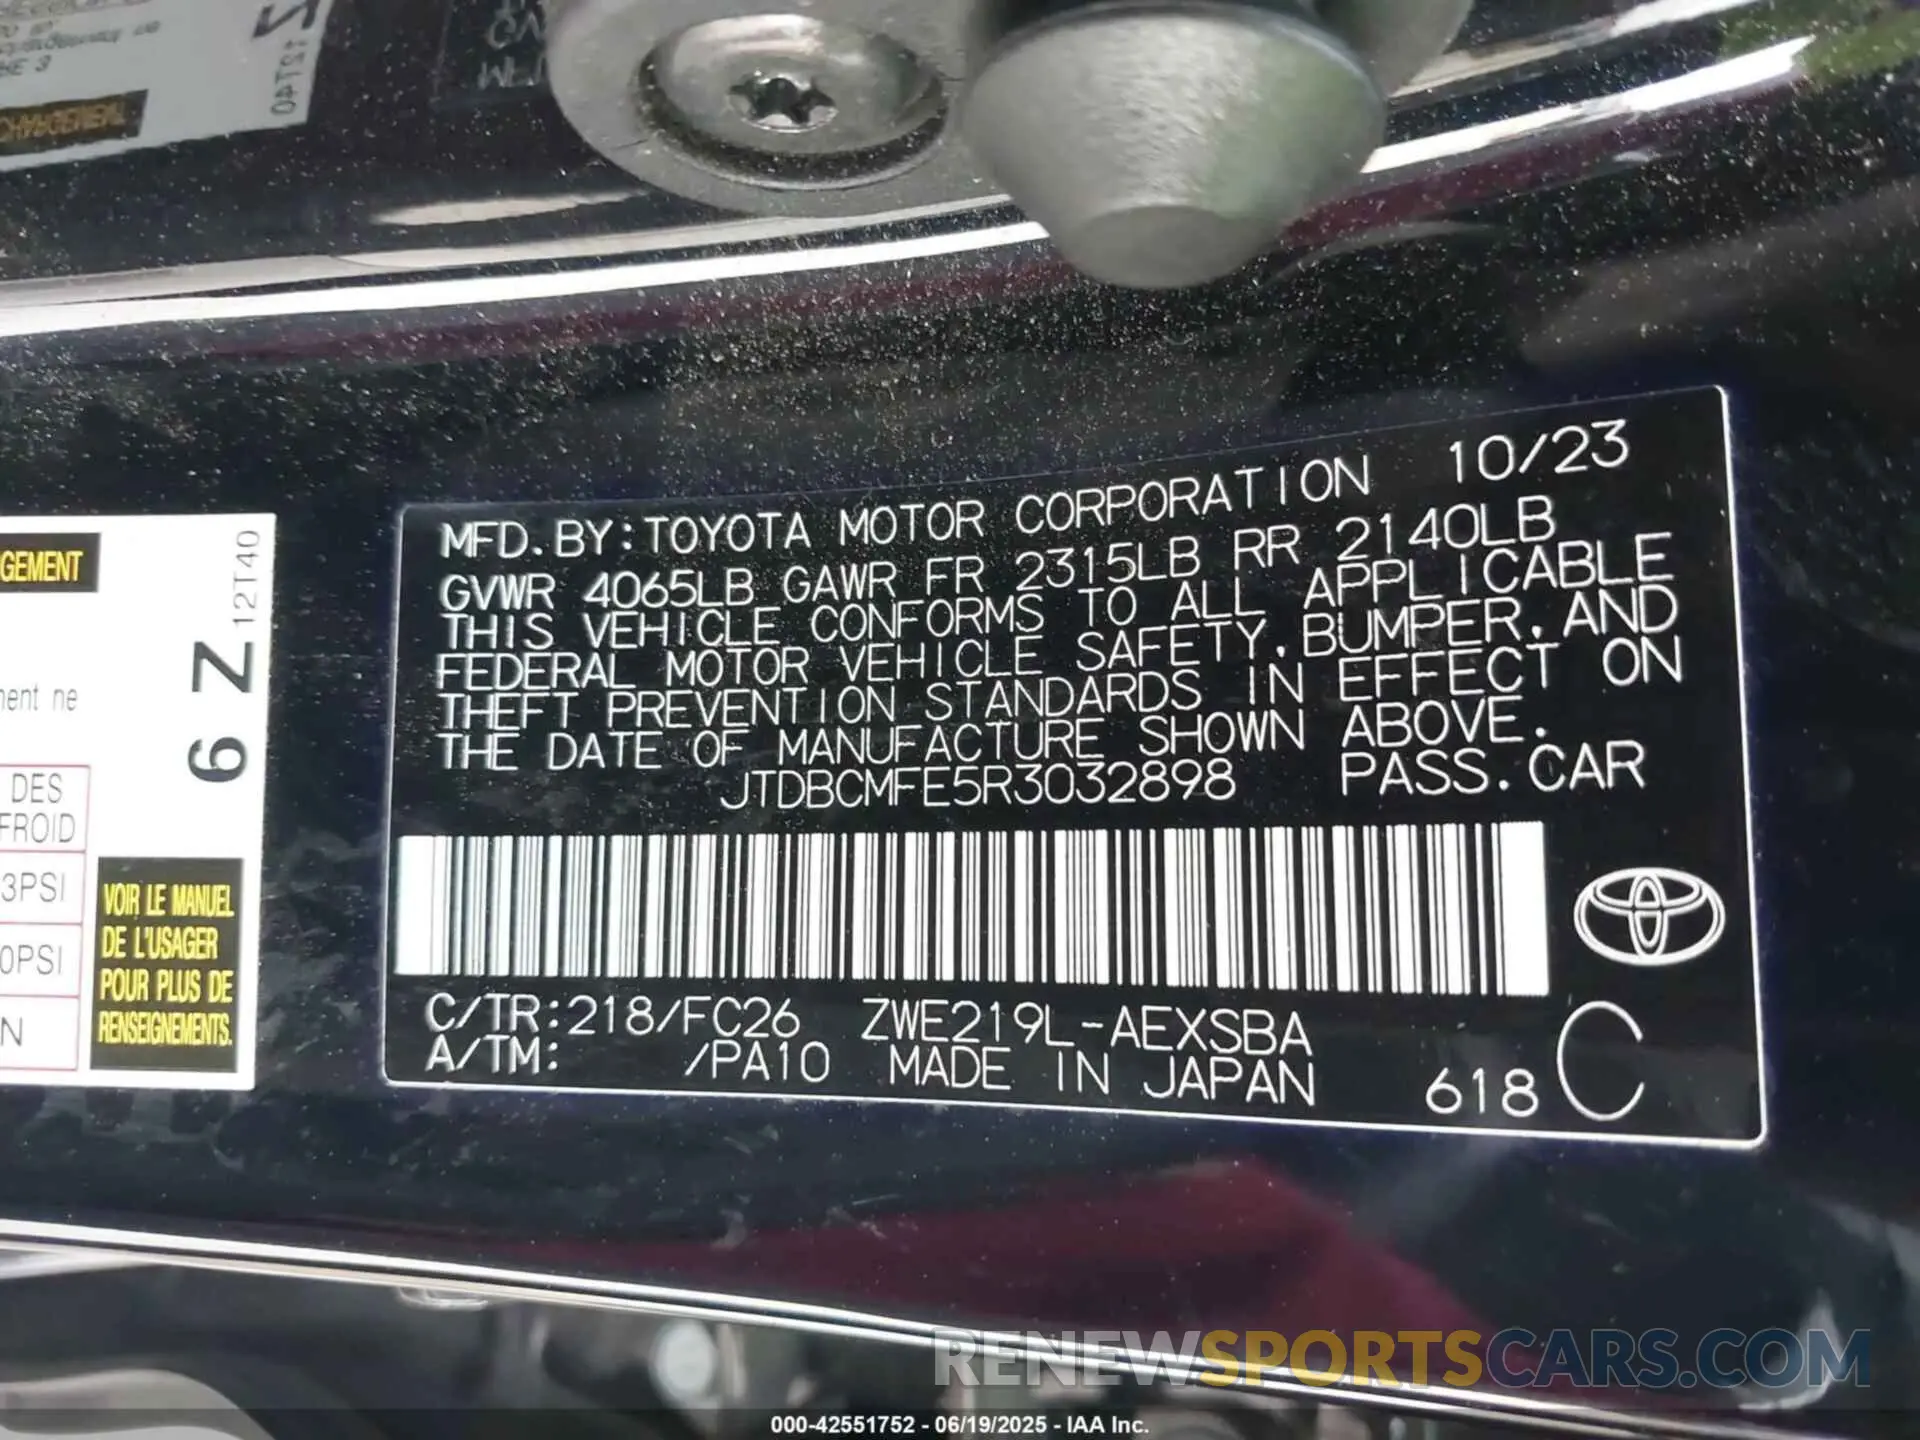 12T40
GEMENT
12T40
6 Z
ment ne
DES
FROID
3PSI
0PSI
N
VOIR LE MANUEL
DE L'USAGER
POUR PLUS DE
RENSEIGNEMENTS.
MFD. BY: TOYOTA MOTOR CORPORATION 10/23
GVWR 4065LB GAWR FR 2315LB RR 2140LB
THIS VEHICLE CONFORMS TO ALL APPLICABLE
FEDERAL MOTOR VEHICLE SAFETY, BUMPER, AND
THEFT PREVENTION STANDARDS IN EFFECT ON
THE DATE OF MANUFACTURE SHOWN ABOVE.
JTDBCMFE5R3032898 PASS. CAR
C/TR: 218/FC26 ZWE219L-AEXSBA
A/TM: /PA10 MADE IN JAPAN 618 C
RENEWSPORTSCARS.COM
000-42551752 - 06/19/2025 - IAA Inc.